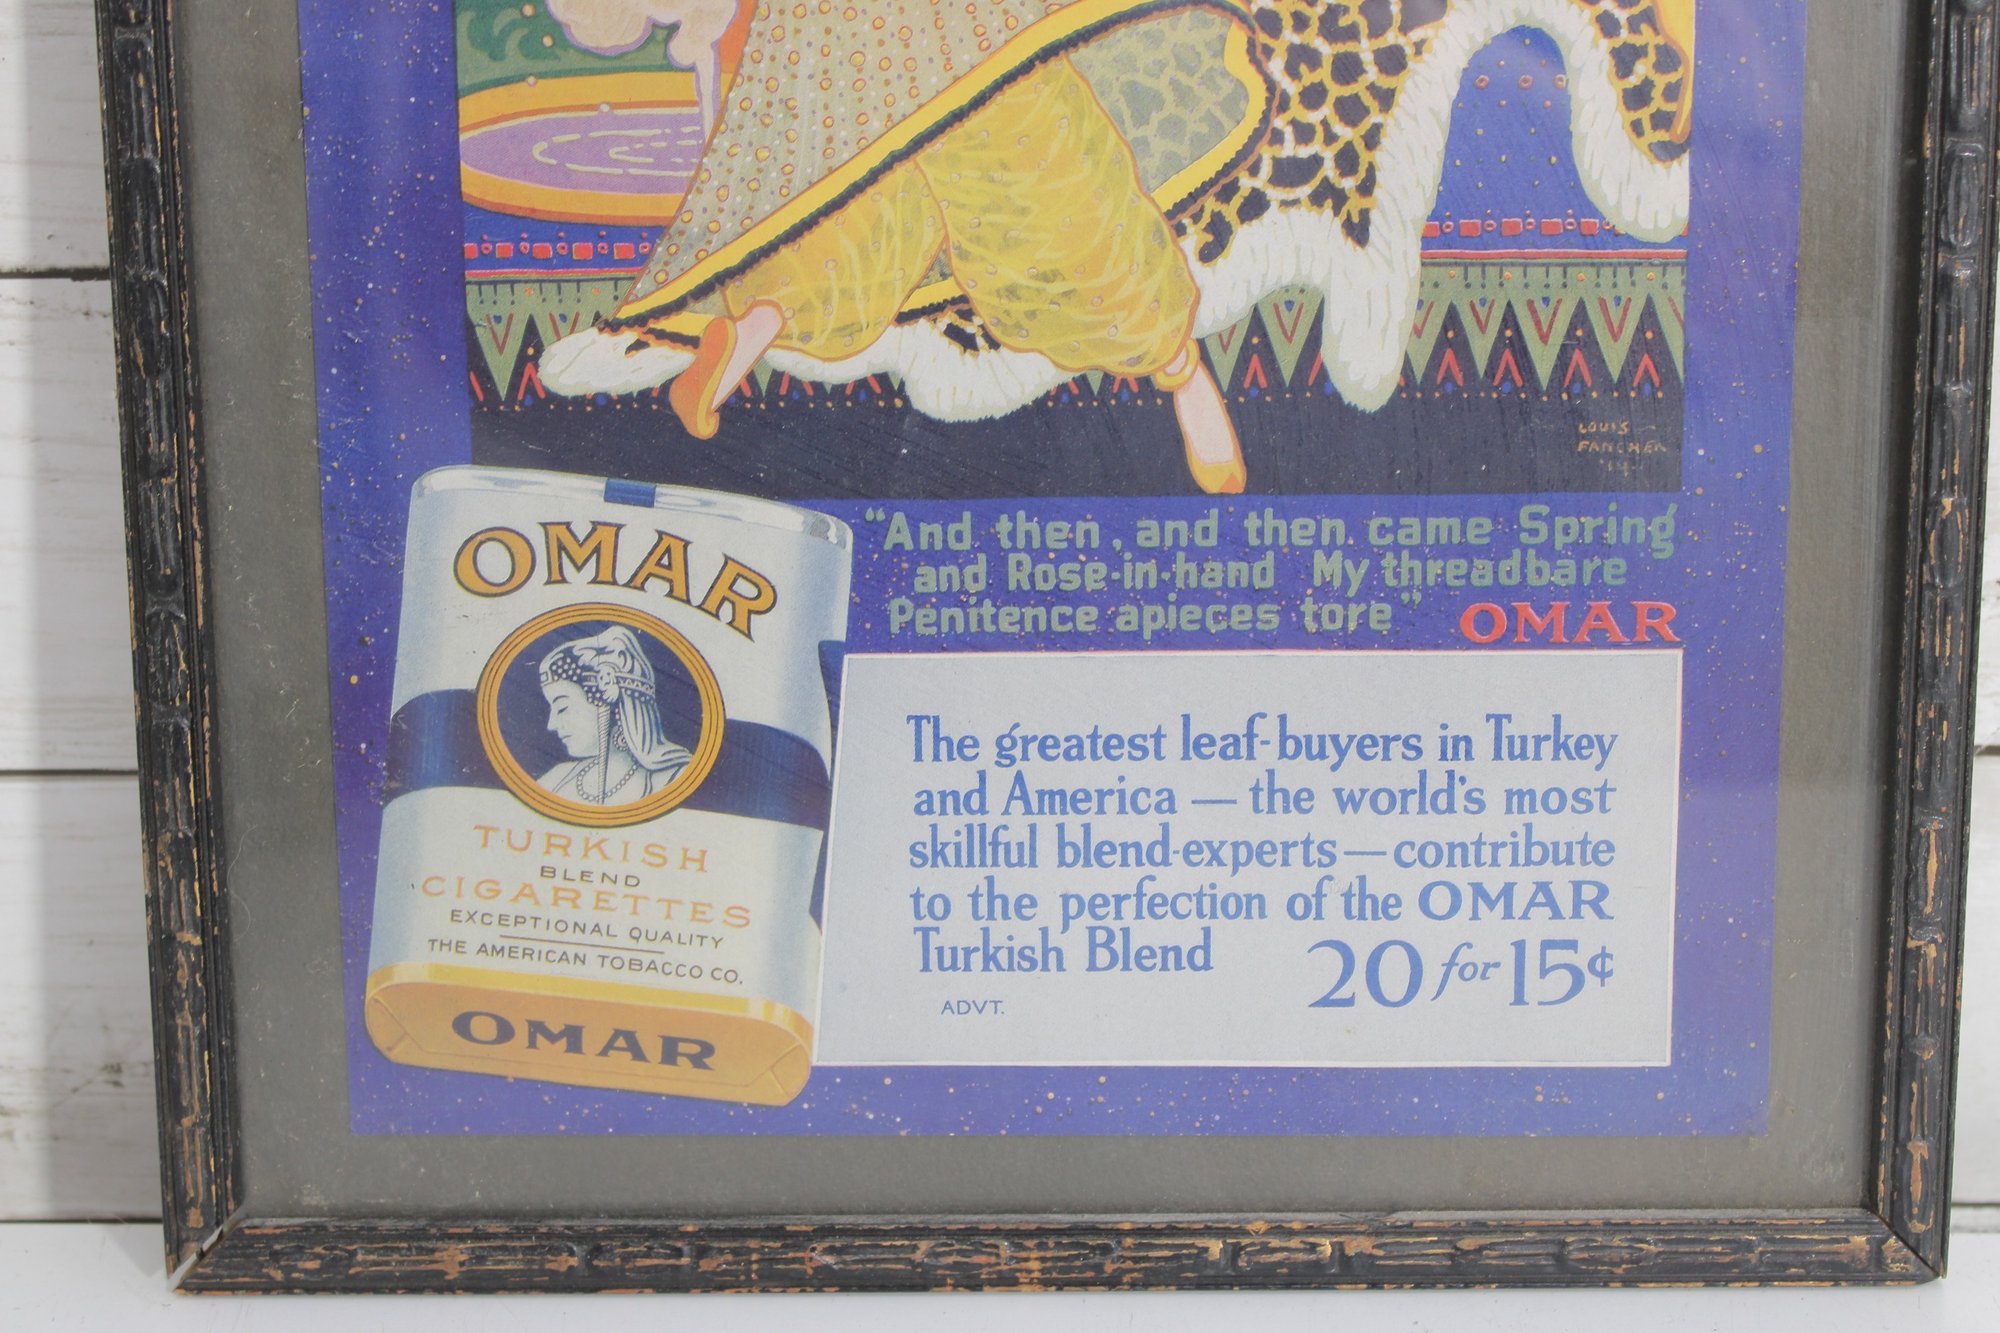 LOUIS
FANCHER
'14
"And then, and then came Spring
and Rose-in-hand My threadbare
Penitence apieces tore"
OMAR
OMAR
TURKISH
BLEND
CIGARETTES
EXCEPTIONAL QUALITY
THE AMERICAN TOBACCO CO.
OMAR
The greatest leaf-buyers in Turkey
and America — the world's most
skillful blend-experts — contribute
to the perfection of the OMAR
Turkish Blend
20 for 15¢
ADVT.